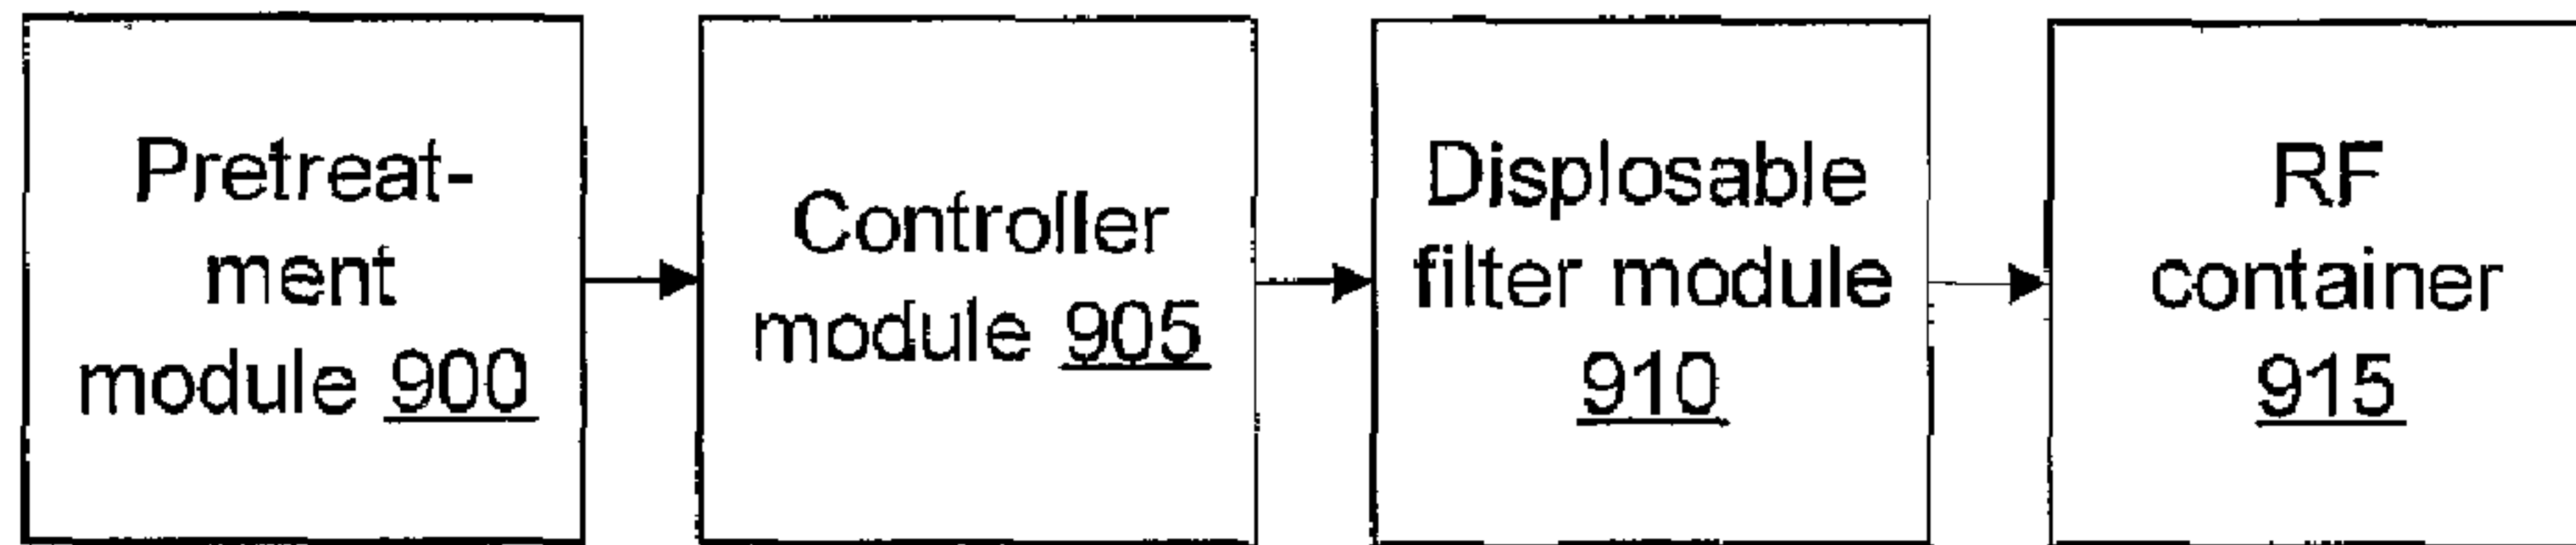 Pretreat-
ment
module 900
Controller
module 905
Displosable
filter module
910
RF
container
915